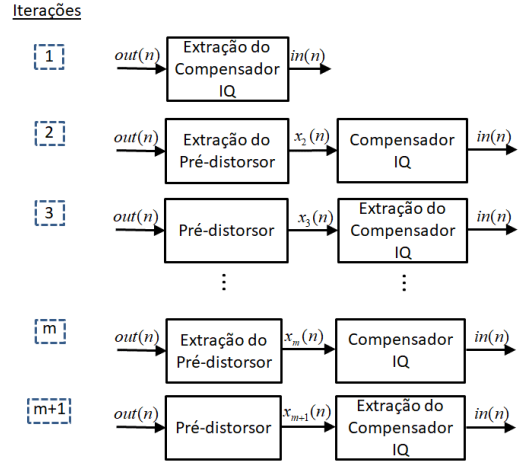 Iterações
1
out(n)
Extração do
Compensador
IQ
in(n)
2
out(n)
Extração do
Pré-distorsor
x₂(n)
Compensador
IQ
in(n)
3
out(n)
Pré-distorsor
x₃(n)
Extração do
Compensador
IQ
in(n)
⋮ ⋮
m
out(n)
Extração do
Pré-distorsor
xₘ(n)
Compensador
IQ
in(n)
m+1
out(n)
Pré-distorsor
xₘ₊₁(n)
Extração do
Compensador
IQ
in(n)